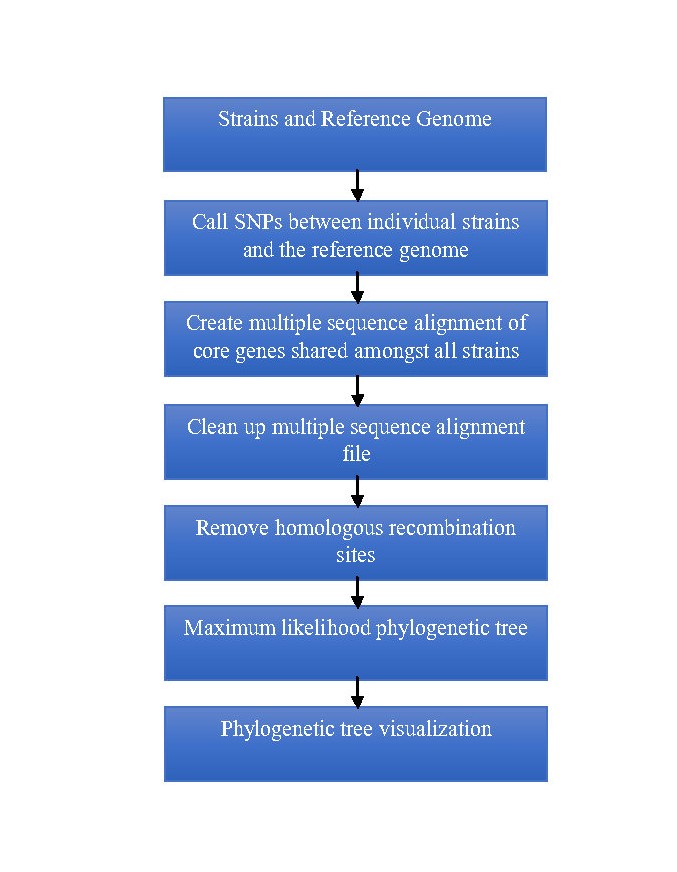 Strains and Reference Genome
Call SNPs between individual strains
and the reference genome
Create multiple sequence alignment of
core genes shared amongst all strains
Clean up multiple sequence alignment
file
Remove homologous recombination
sites
Maximum likelihood phylogenetic tree
Phylogenetic tree visualization